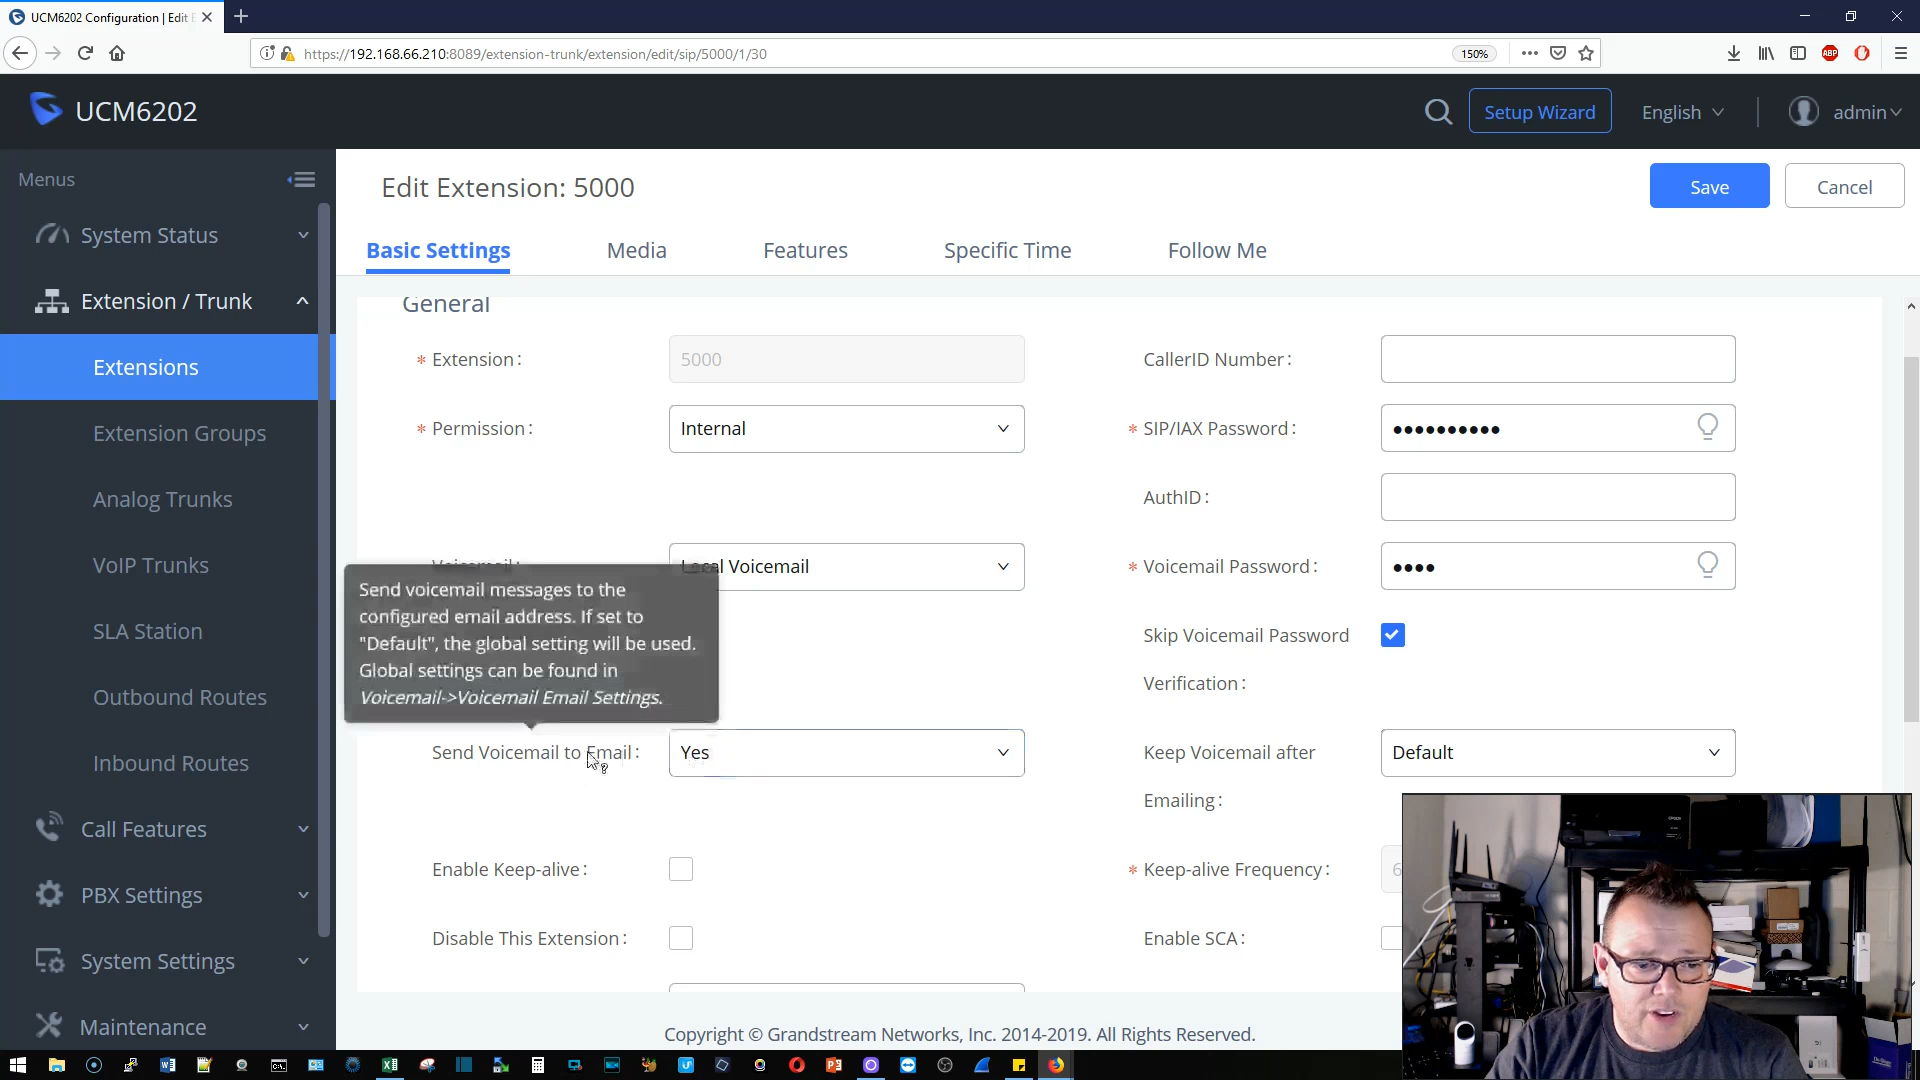 UCM6202 Configuration | Edit E
https://192.168.66.210:8089/extension-trunk/extension/edit/sip/5000/1/30
150%
ABP
UCM6202
Setup Wizard
English
admin
Menus
System Status
Extension / Trunk
Extensions
Extension Groups
Analog Trunks
VoIP Trunks
SLA Station
Outbound Routes
Inbound Routes
Call Features
PBX Settings
System Settings
Maintenance
Edit Extension: 5000
Save
Cancel
Basic Settings
Media
Features
Specific Time
Follow Me
General
* Extension:
5000
CallerID Number:
* Permission:
Internal
* SIP/IAX Password:
••••••••••
AuthID:
Voicemail:
Local Voicemail
* Voicemail Password:
••••
Send voicemail messages to the
configured email address. If set to
"Default", the global setting will be used.
Global settings can be found in
Voicemail->Voicemail Email Settings.
Skip Voicemail Password
Verification:
Send Voicemail to Email:
Yes
Keep Voicemail after
Emailing:
Default
Enable Keep-alive:
* Keep-alive Frequency:
6
Disable This Extension:
Enable SCA:
Copyright © Grandstream Networks, Inc. 2014-2019. All Rights Reserved.